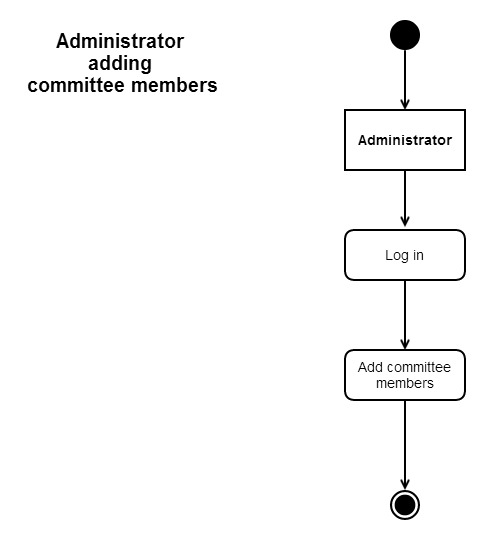 Administrator
adding
committee members
Administrator
Log in
Add committee
members